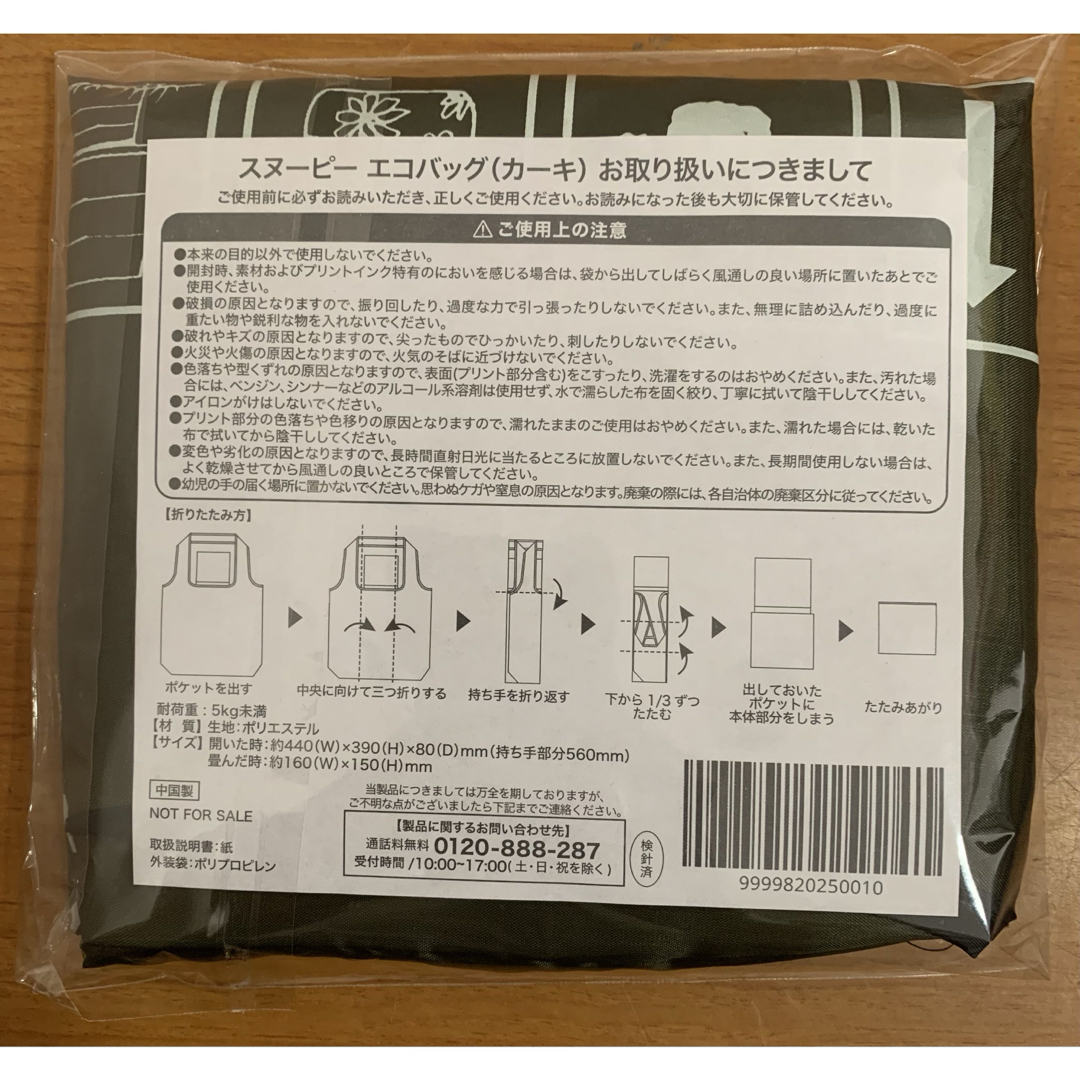 スヌーピー エコバッグ(カーキ) お取り扱いにつきまして
ご使用前に必ずお読みいただき、正しくご使用ください。お読みになった後も大切に保管してください。
⚠ご使用上の注意
●本来の目的以外で使用しないでください。
●開封時、素材およびプリントインク特有のにおいを感じる場合は、袋から出してしばらく風通しの良い場所に置いたあとでご
使用ください。
●破損の原因となりますので、振り回したり、過度な力で引っ張ったりしないでください。また、無理に詰め込んだり、過度に
重たい物や鋭利な物を入れないでください。
●破れやキズの原因となりますので、尖ったものでひっかいたり、刺したりしないでください。
●火災や火傷の原因となりますので、火気のそばに近づけないでください。
●色落ちや型くずれの原因となりますので、表面(プリント部分含む)をこすったり、洗濯をするのはおやめください。また、汚れた場
合には、ベンジン、シンナーなどのアルコール系溶剤は使用せず、水で濡らした布を固く絞り、丁寧に拭いて陰干ししてください。
●アイロンがけはしないでください。
●プリント部分の色落ちや色移りの原因となりますので、濡れたままのご使用はおやめください。また、濡れた場合には、乾いた
布で拭いてから陰干ししてください。
●変色や劣化の原因となりますので、長時間直射日光に当たるところに放置しないでください。また、長期間使用しない場合は、
よく乾燥させてから風通しの良いところで保管してください。
●幼児の手の届く場所に置かないでください。思わぬケガや窒息の原因となります。廃棄の際には、各自治体の廃棄区分に従ってください。
【折りたたみ方】
ポケットを出す
中央に向けて三つ折りする
持ち手を折り返す
下から 1/3 ずつ
たたむ
出しておいた
ポケットに
本体部分をしまう
たたみあがり
耐荷重:5kg未満
【材 質】生地:ポリエステル
【サイズ】開いた時:約440(W)×390(H)×80(D)mm(持ち手部分560mm)
畳んだ時:約160(W)×150(H)mm
中国製
NOT FOR SALE
取扱説明書:紙
外装袋:ポリプロピレン
当製品につきましては万全を期しておりますが、
ご不明な点がございましたら下記までご連絡ください。
【製品に関するお問い合わせ先】
通話料無料 0120-888-287
受付時間 /10:00~17:00(土・日・祝を除く)
検針済
9999820250010